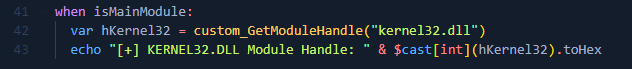 41 when isMainModule:
42 var hKernel32 = custom_GetModuleHandle("kernel32.dll")
43 echo "[+] KERNEL32.DLL Module Handle: " & $cast[int](hKernel32).toHex